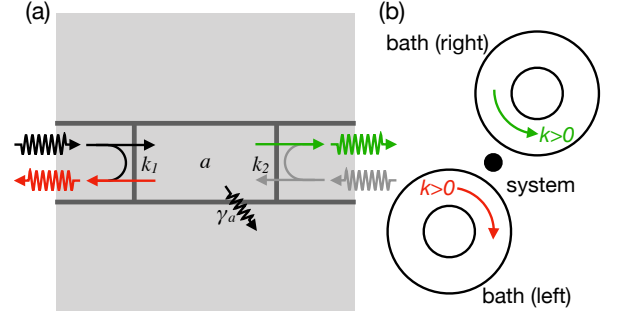 (a)
k1
a
k2
γa
(b)
bath (right)
k>0
system
k>0
bath (left)